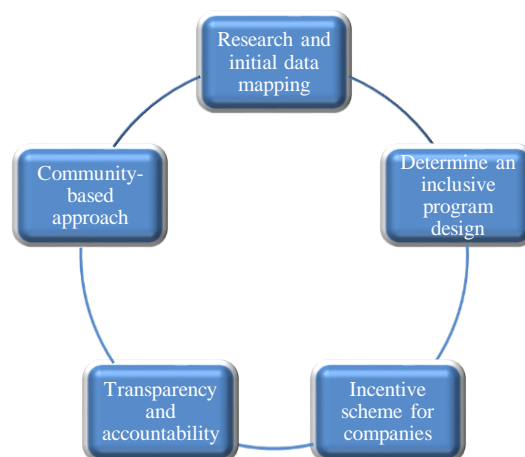 Research and
initial data
mapping
Determine an
inclusive
program
design
Incentive
scheme for
companies
Transparency
and
accountability
Community-
based
approach